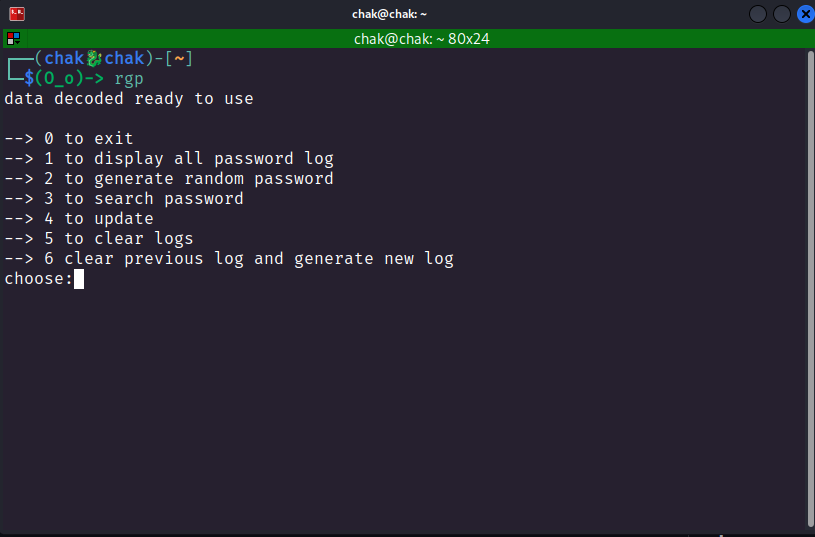 chak@chak: ~
chak@chak: ~ 80x24
┌──(chak🐉chak)-[~]
└─$(O_o)-> rgp
data decoded ready to use
--> 0 to exit
--> 1 to display all password log
--> 2 to generate random password
--> 3 to search password
--> 4 to update
--> 5 to clear logs
--> 6 clear previous log and generate new log
choose: